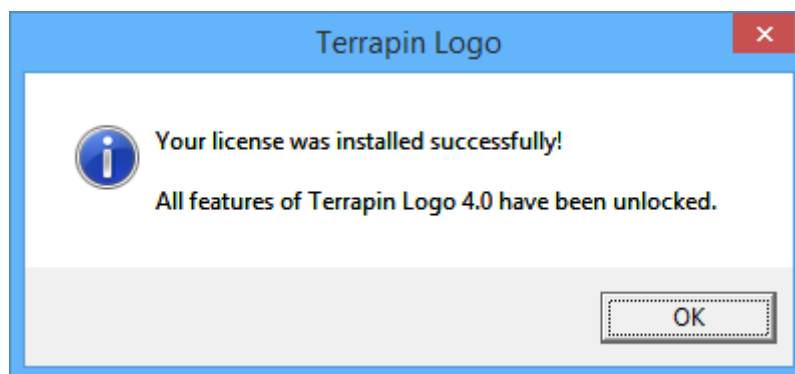 Terrapin Logo
Your license was installed successfully!
All features of Terrapin Logo 4.0 have been unlocked.
OK